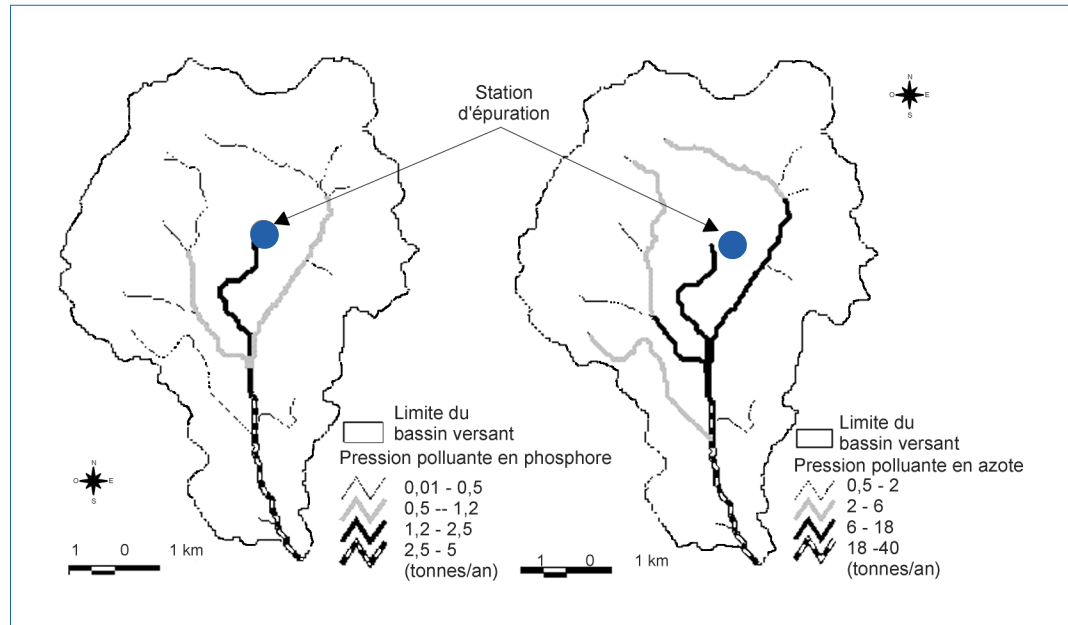 Station
d'épuration
N
O
E
S
N
O
E
S
Limite du
bassin versant
Pression polluante en phosphore
0,01 - 0,5
0,5 -- 1,2
1,2 - 2,5
2,5 - 5
(tonnes/an)
1 0 1 km
N
O
E
S
Limite du
bassin versant
Pression polluante en azote
0,5 - 2
2 - 6
6 - 18
18 -40
(tonnes/an)
1 0 1 km